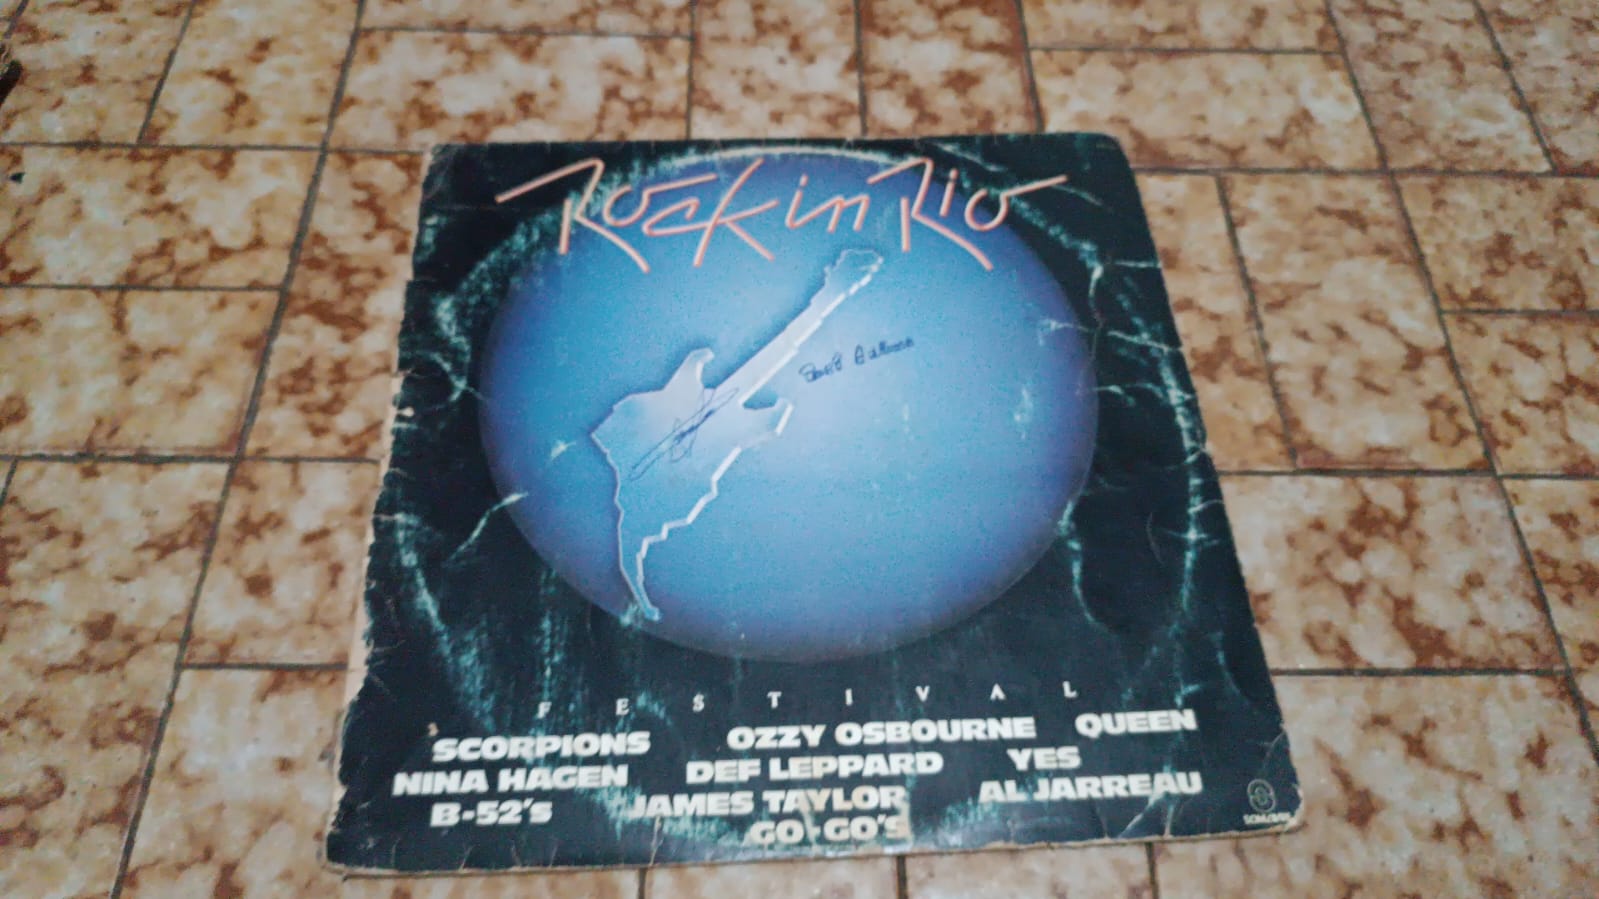 Rock in Rio
F E S T I V A L
SCORPIONS OZZY OSBOURNE QUEEN
NINA HAGEN DEF LEPPARD YES
B-52's JAMES TAYLOR AL JARREAU
GO-GO'S